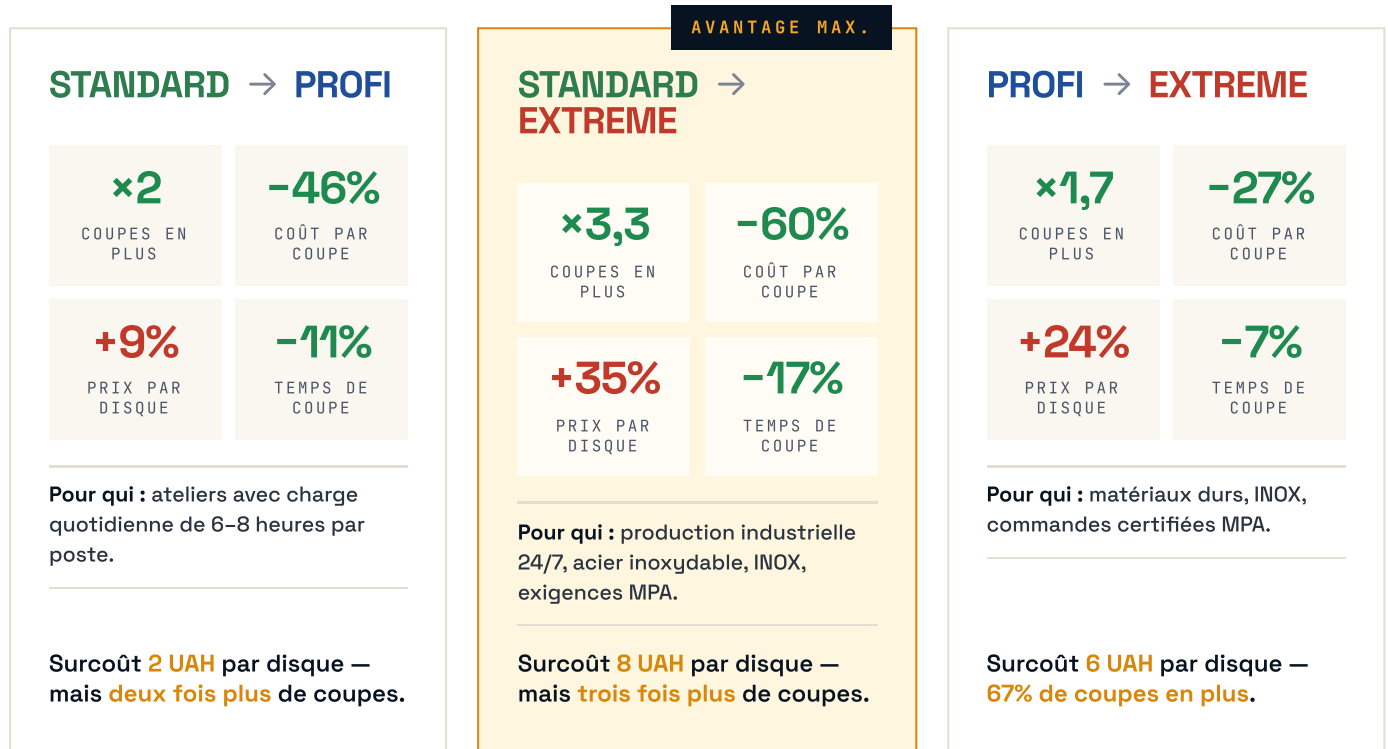 AVANTAGE MAX.
STANDARD → PROFI
×2
COUPES EN
PLUS
−46%
COÛT PAR
COUPE
+9%
PRIX PAR
DISQUE
−11%
TEMPS DE
COUPE
Pour qui : ateliers avec charge
quotidienne de 6–8 heures par
poste.
Surcoût 2 UAH par disque —
mais deux fois plus de coupes.
STANDARD →
EXTREME
×3,3
COUPES EN
PLUS
−60%
COÛT PAR
COUPE
+35%
PRIX PAR
DISQUE
−17%
TEMPS DE
COUPE
Pour qui : production industrielle
24/7, acier inoxydable, INOX,
exigences MPA.
Surcoût 8 UAH par disque —
mais trois fois plus de coupes.
PROFI → EXTREME
×1,7
COUPES EN
PLUS
−27%
COÛT PAR
COUPE
+24%
PRIX PAR
DISQUE
−7%
TEMPS DE
COUPE
Pour qui : matériaux durs, INOX,
commandes certifiées MPA.
Surcoût 6 UAH par disque —
67% de coupes en plus.